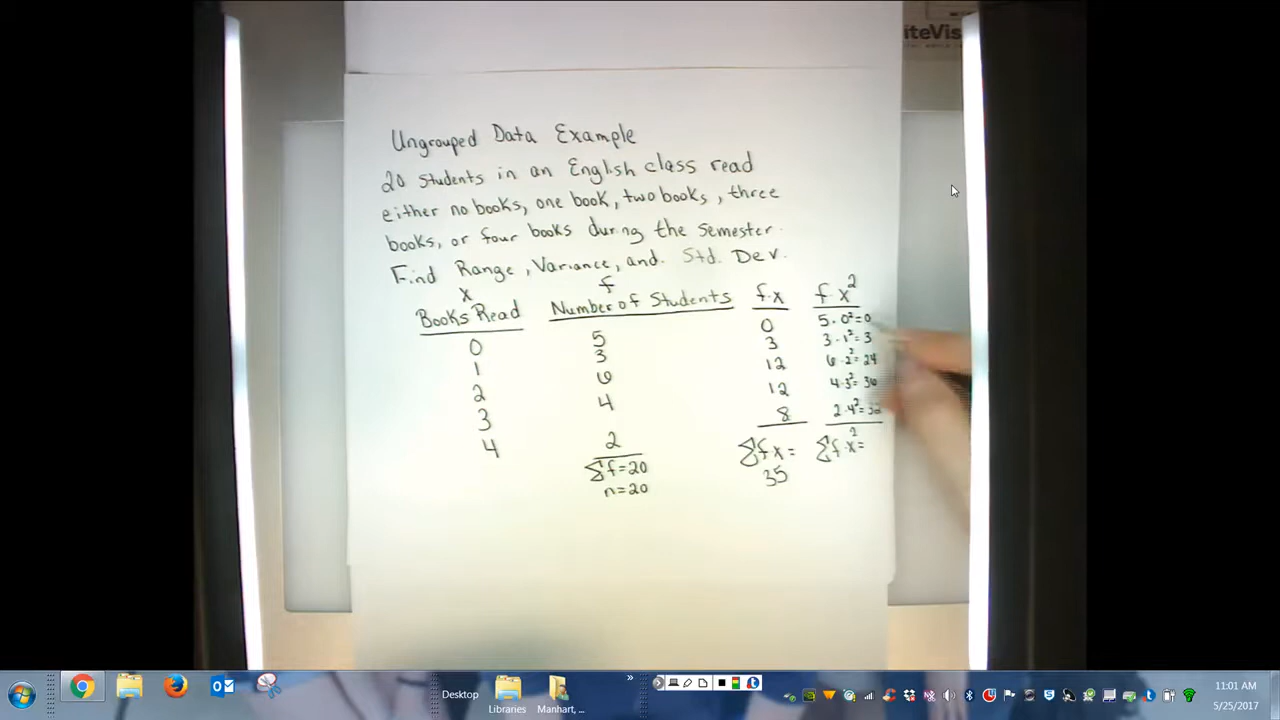 iteVis
Ungrouped Data Example
20 Students in an English class read
either no books, one book, two books, three
books, or four books during the semester.
Find Range, Variance, and. Std. Dev.
x f
Books Read Number of Students f·x f·x²
0 5 0 5·0²=0
1 3 3 3·1²=3
2 6 12 6·2²=24
3 4 12 4·3²=36
4 2 8 2·4²=32
Σf=20 Σfx= Σf·x²=
n=20 35
Desktop
Libraries
Manhart, ...
»
11:01 AM
5/25/2017